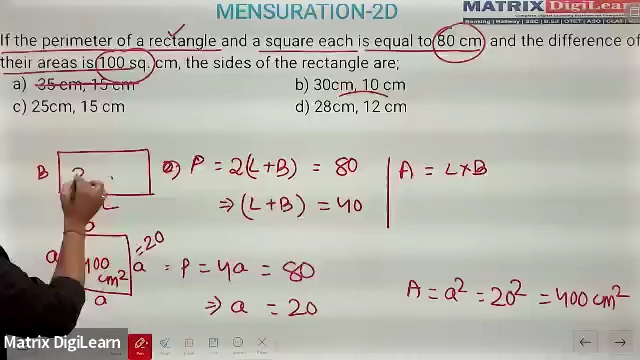 MENSURATION-2D
MATRIX DigiLearn
If the perimeter of a rectangle and a square each is equal to 80 cm and the difference of
their areas is 100 sq. cm, the sides of the rectangle are;
a) 35 cm, 15 cm
b) 30cm, 10 cm
c) 25cm, 15 cm
d) 28cm, 12 cm
B
L
P = 2(L+B) = 80
⇒ (L+B) = 40
A = L×B
a
a = 20
a
400 cm²
= P = 4a = 80
⇒ a = 20
A = a² = 20² = 400 cm²
Matrix DigiLearn